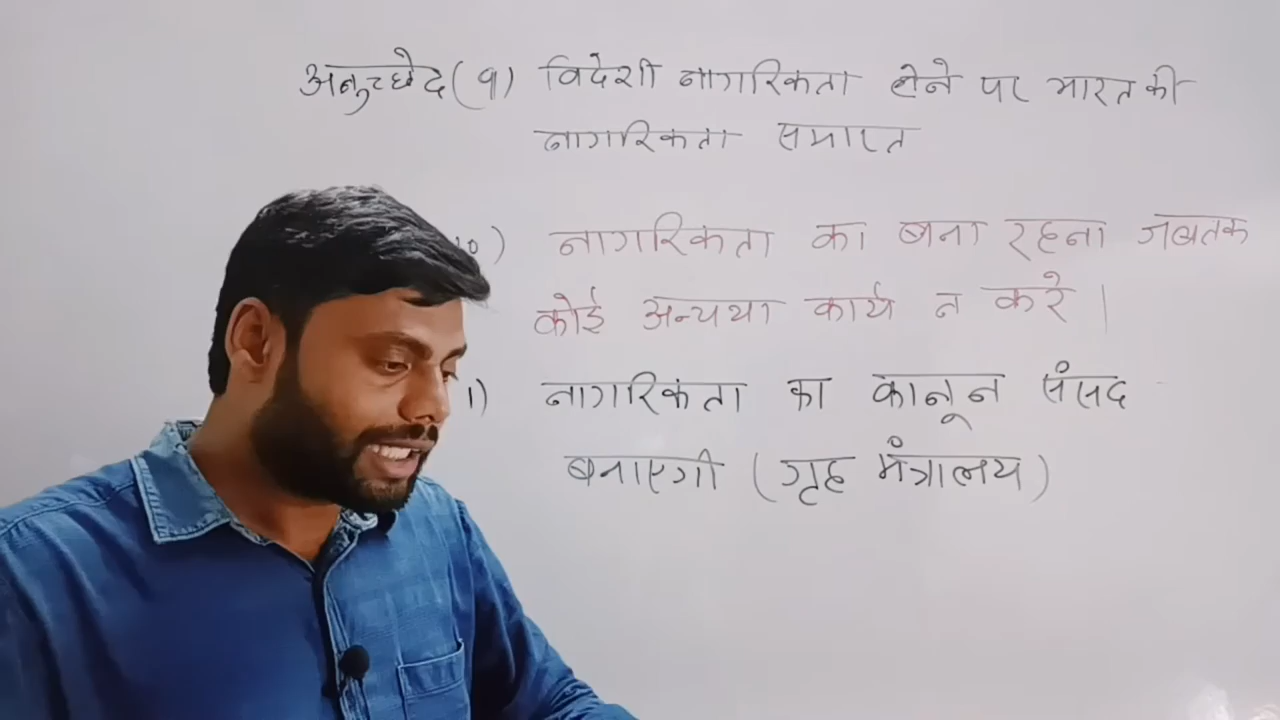 अनुच्छेद (9) विदेशी नागरिकता लेने पर भारत की
नागरिकता समाप्त
10) नागरिकता का बना रहना जबतक
कोई अन्यथा कार्य न करे |
1) नागरिकता का कानून संसद
बनाएगी (गृह मंत्रालय)